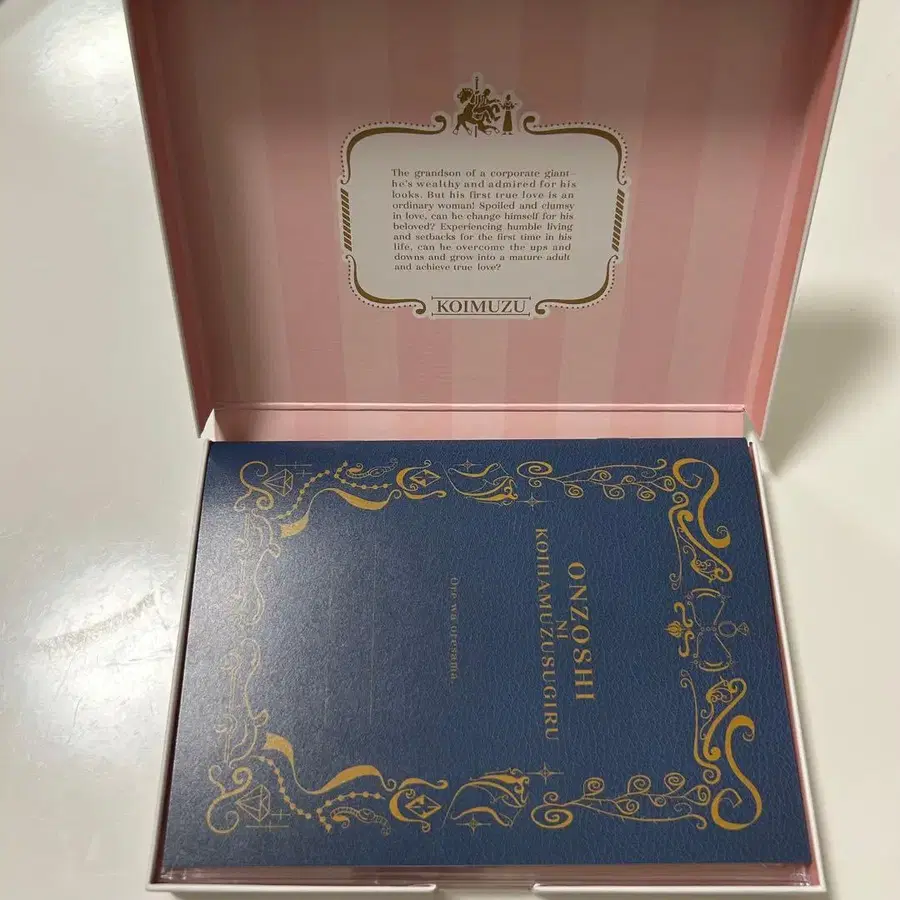 The grandson of a corporate giant—
he's wealthy and admired for his
looks. But his first true love is an
ordinary woman! Spoiled and clumsy
in love, can he change himself for his
beloved? Experiencing humble living
and setbacks for the first time in his
life, can he overcome the ups and
downs and grow into a mature adult
and achieve true love?
KOIMUZU
ONZOSHI
NI
KOIHAMUZUSUGIRU
Ore wa oresama.